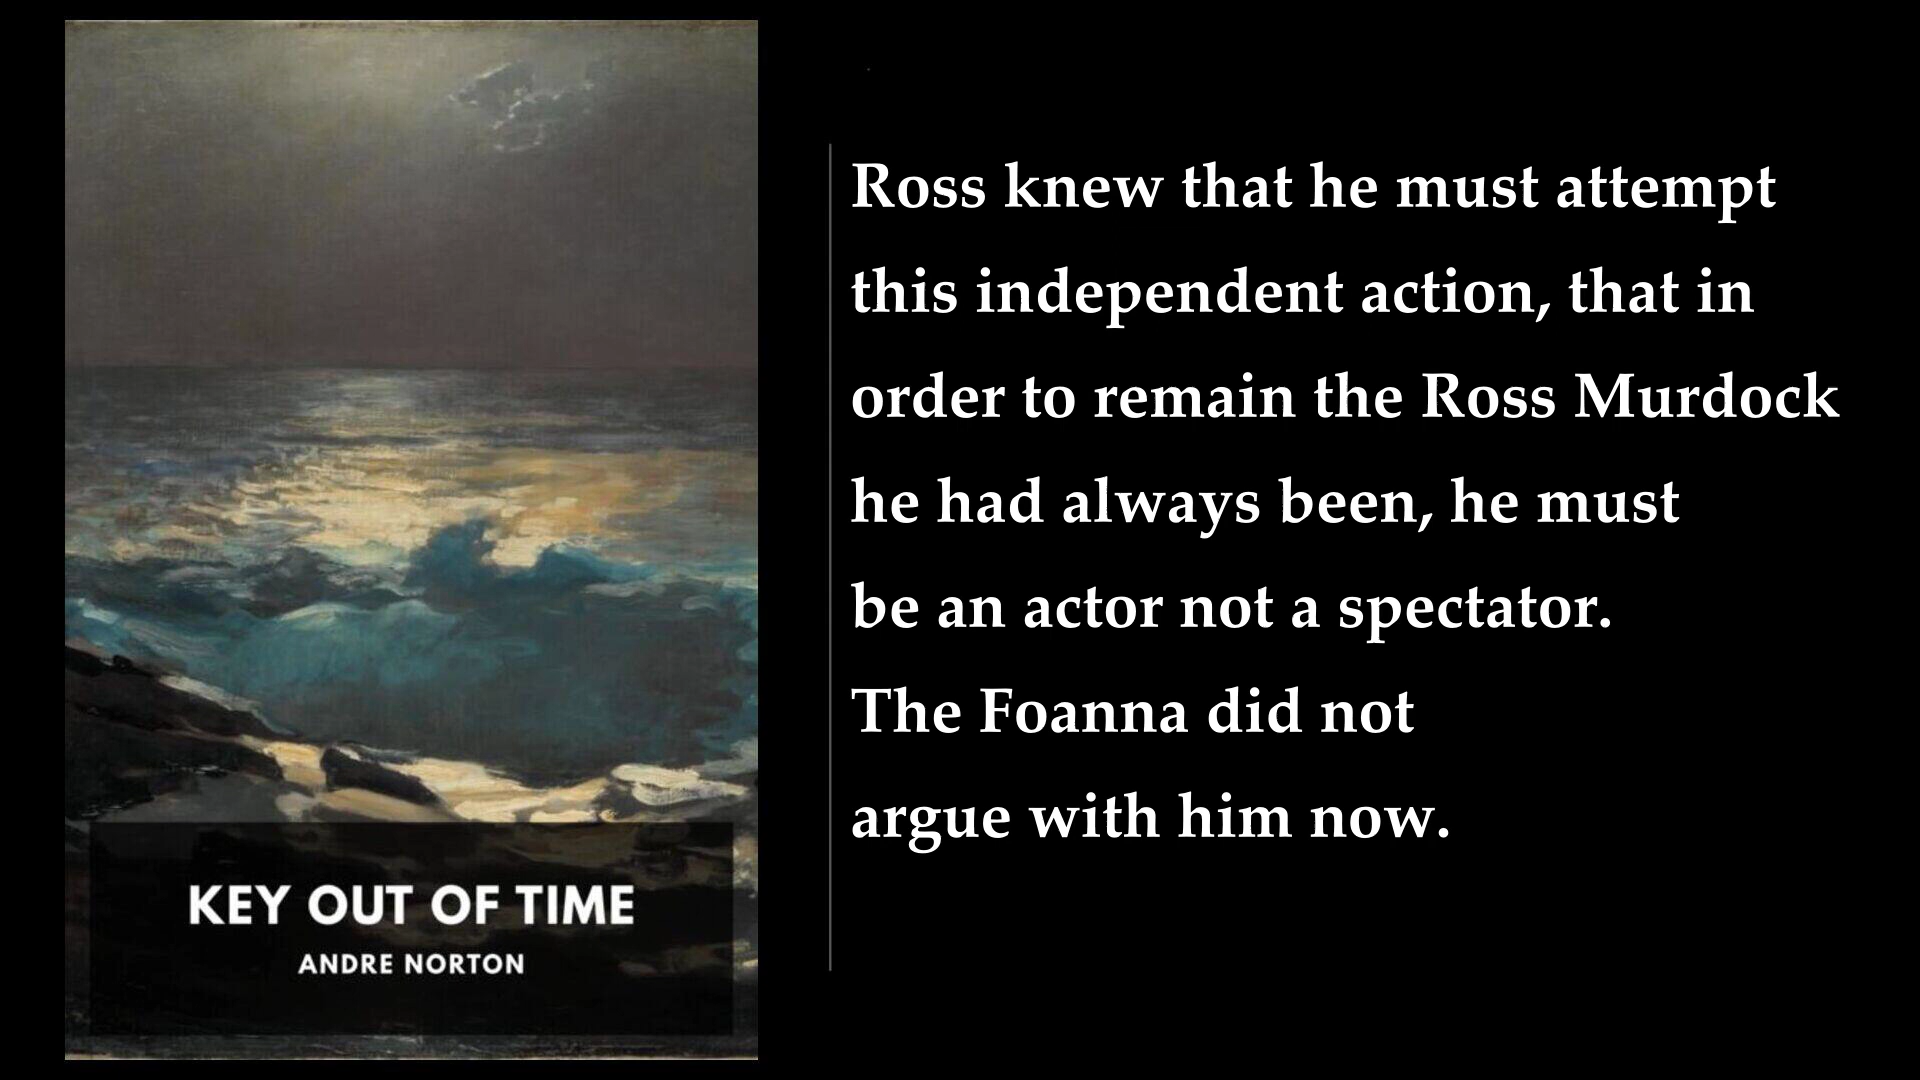 KEY OUT OF TIME
ANDRE NORTON
Ross knew that he must attempt
this independent action, that in
order to remain the Ross Murdock
he had always been, he must
be an actor not a spectator.
The Foanna did not
argue with him now.